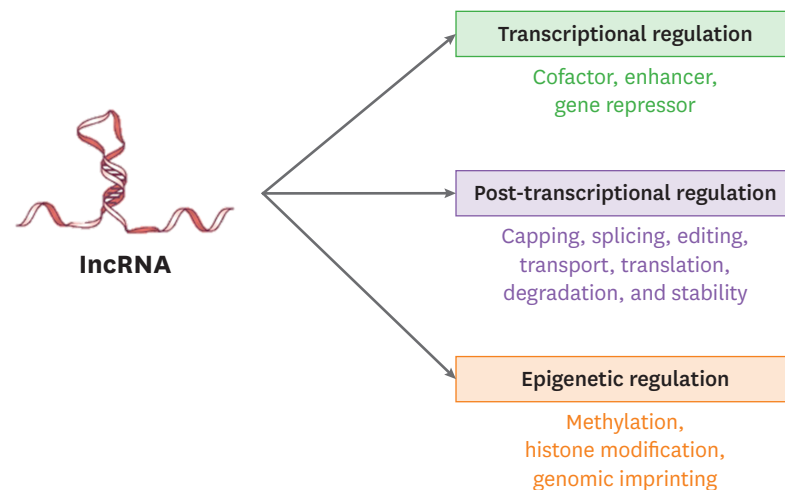 Transcriptional regulation
Cofactor, enhancer,
gene repressor
lncRNA
Post-transcriptional regulation
Capping, splicing, editing,
transport, translation,
degradation, and stability
Epigenetic regulation
Methylation,
histone modification,
genomic imprinting